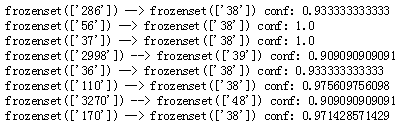 frozenset(['286']) --> frozenset(['38']) conf: 0.933333333333
frozenset(['56']) --> frozenset(['38']) conf: 1.0
frozenset(['37']) --> frozenset(['38']) conf: 1.0
frozenset(['2998']) --> frozenset(['39']) conf: 0.909090909091
frozenset(['36']) --> frozenset(['38']) conf: 0.933333333333
frozenset(['110']) --> frozenset(['38']) conf: 0.975609756098
frozenset(['3270']) --> frozenset(['48']) conf: 0.909090909091
frozenset(['170']) --> frozenset(['38']) conf: 0.971428571429